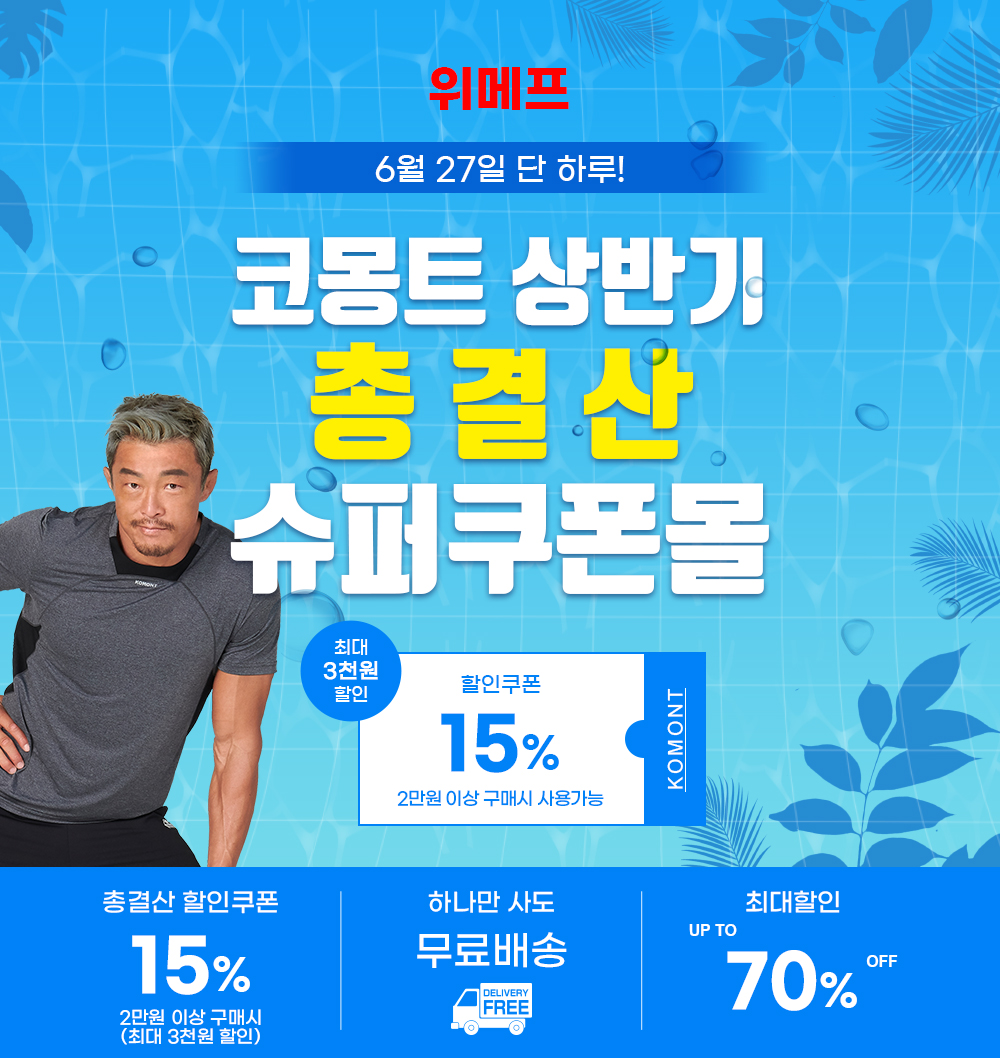 위메프
6월 27일 단 하루!
코몽트 상반기
총결산
슈퍼쿠폰몰
KOMONT
최대
3천원
할인
할인쿠폰
15%
2만원 이상 구매시 사용가능
KOMONT
총결산 할인쿠폰
15%
2만원 이상 구매시
(최대 3천원 할인)
하나만 사도
무료배송
DELIVERY
FREE
최대할인
UP TO
70%
OFF